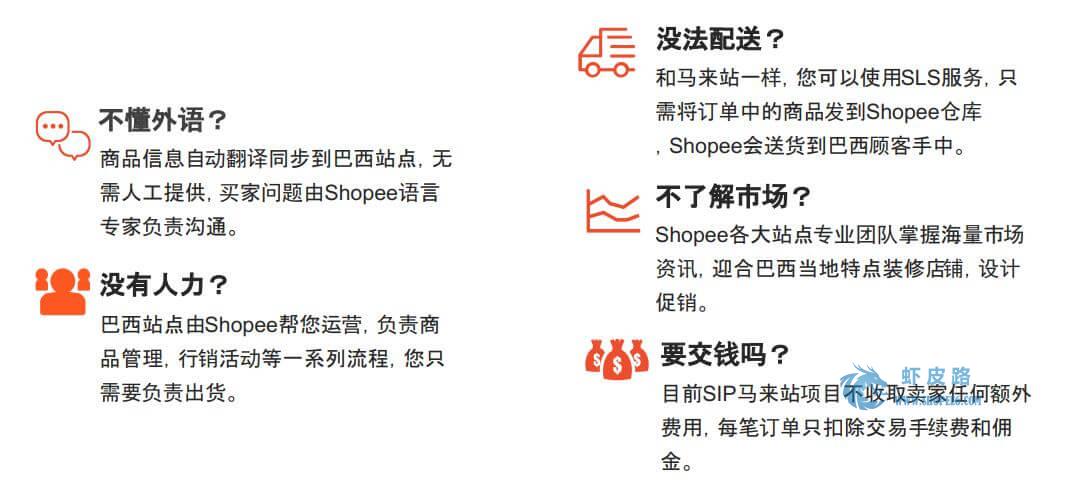 不懂外语？
商品信息自动翻译同步到巴西站点, 无
需人工提供, 买家问题由Shopee语言
专家负责沟通。
没有人力？
巴西站点由Shopee帮您运营, 负责商
品管理, 行销活动等一系列流程, 您只
需要负责出货。
没法配送？
和马来站一样, 您可以使用SLS服务, 只
需将订单中的商品发到Shopee仓库
, Shopee会送货到巴西顾客手中。
不了解市场？
Shopee各大站点专业团队掌握海量市场
资讯, 迎合巴西当地特点装修店铺, 设计
促销。
$ $ $
要交钱吗？
虾皮路
目前SIP马来站项目不收取卖家任何额外
费用, 每笔订单只扣除交易手续费和佣
金。